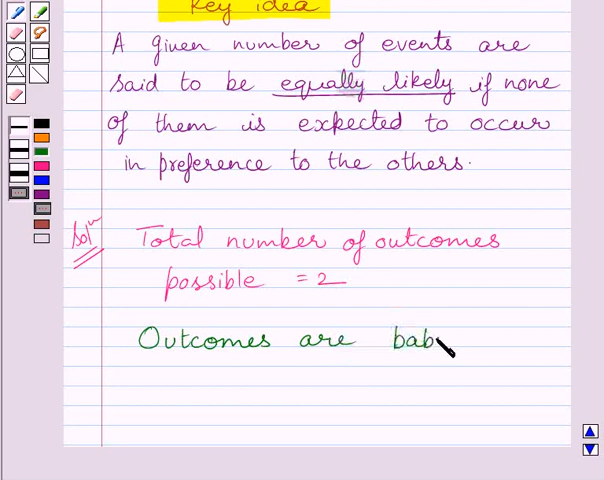 Key idea
A given number of events are
said to be equally likely if none
of them is expected to occur
in preference to the others.
Solⁿ Total number of outcomes
possible = 2
Outcomes are bab